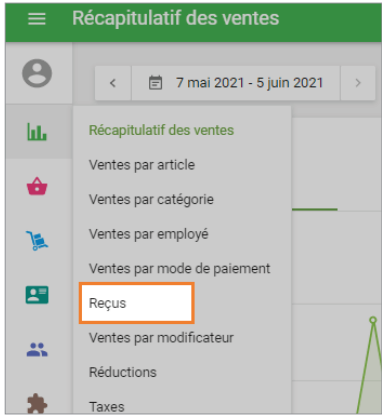 Récapitulatif des ventes
7 mai 2021 - 5 juin 2021
Récapitulatif des ventes
Ventes par article
Ventes par catégorie
Ventes par employé
Ventes par mode de paiement
Reçus
Ventes par modificateur
Réductions
Taxes